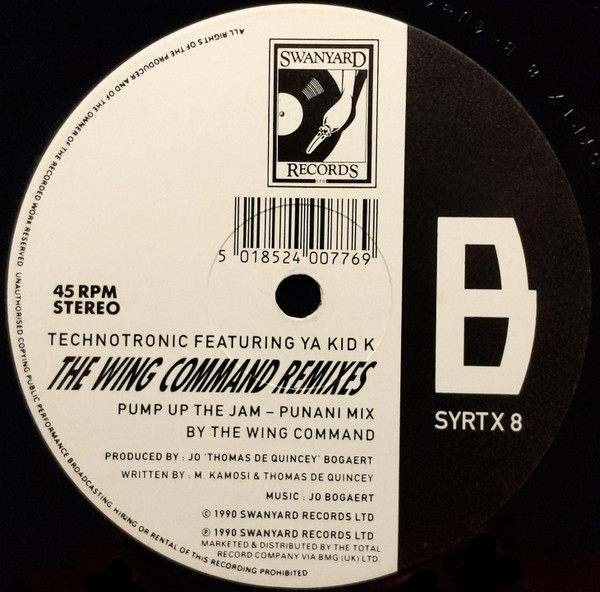 ALL RIGHTS OF THE PRODUCER AND OF THE OWNER OF THE RECORDED WORK RESERVED UNAUTHORISED COPYING PUBLIC PERFORMANCE BROADCASTING HIRING OR RENTAL OF THIS RECORDING PROHIBITED
SWANYARD
RECORDS
5 018524 007769
45 RPM
STEREO
TECHNOTRONIC FEATURING YA KID K
THE WING COMMAND REMIXES
PUMP UP THE JAM – PUNANI MIX
BY THE WING COMMAND
PRODUCED BY : JO 'THOMAS DE QUINCEY' BOGAERT
WRITTEN BY : M. KAMOSI & THOMAS DE QUINCEY
MUSIC : JO BOGAERT
© 1990 SWANYARD RECORDS LTD
℗ 1990 SWANYARD RECORDS LTD
MARKETED & DISTRIBUTED BY THE TOTAL
RECORD COMPANY VIA BMG (UK) LTD.
B
SYRTX 8